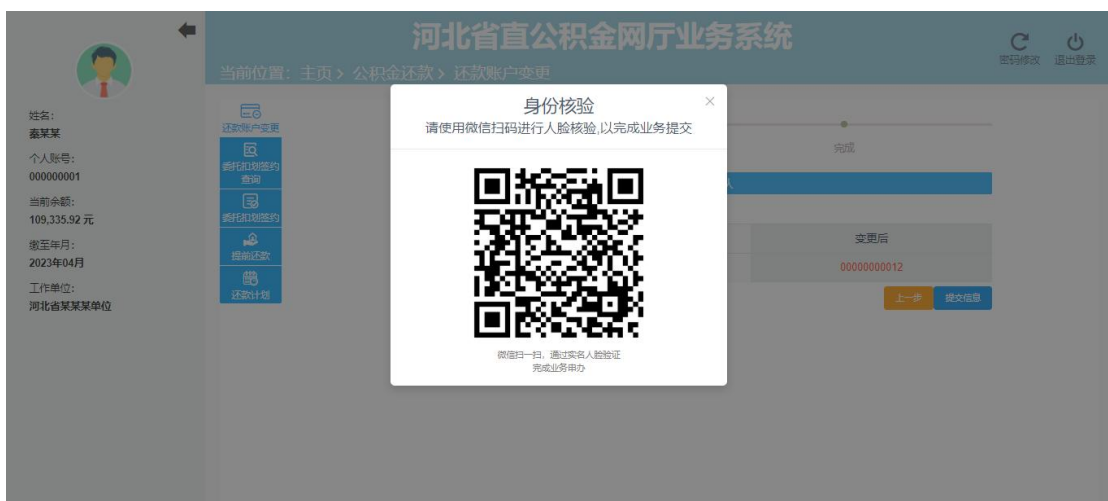 河北省直公积金网厅业务系统
密码修改
退出登录
当前位置：主页> 公积金还款> 还款账户变更
姓名：
秦某某
个人账号：
000000001
当前余额：
109,335.92 元
缴至年月：
2023年04月
工作单位：
河北省某某某单位
还款账户变更
委托扣划签约
查询
委托扣划签约
提前还款
还款计划
身份核验
×
请使用微信扫码进行人脸核验,以完成业务提交
微信扫一扫，通过实名人脸验证
完成业务申办
完成
变更后
00000000012
上一步
提交信息